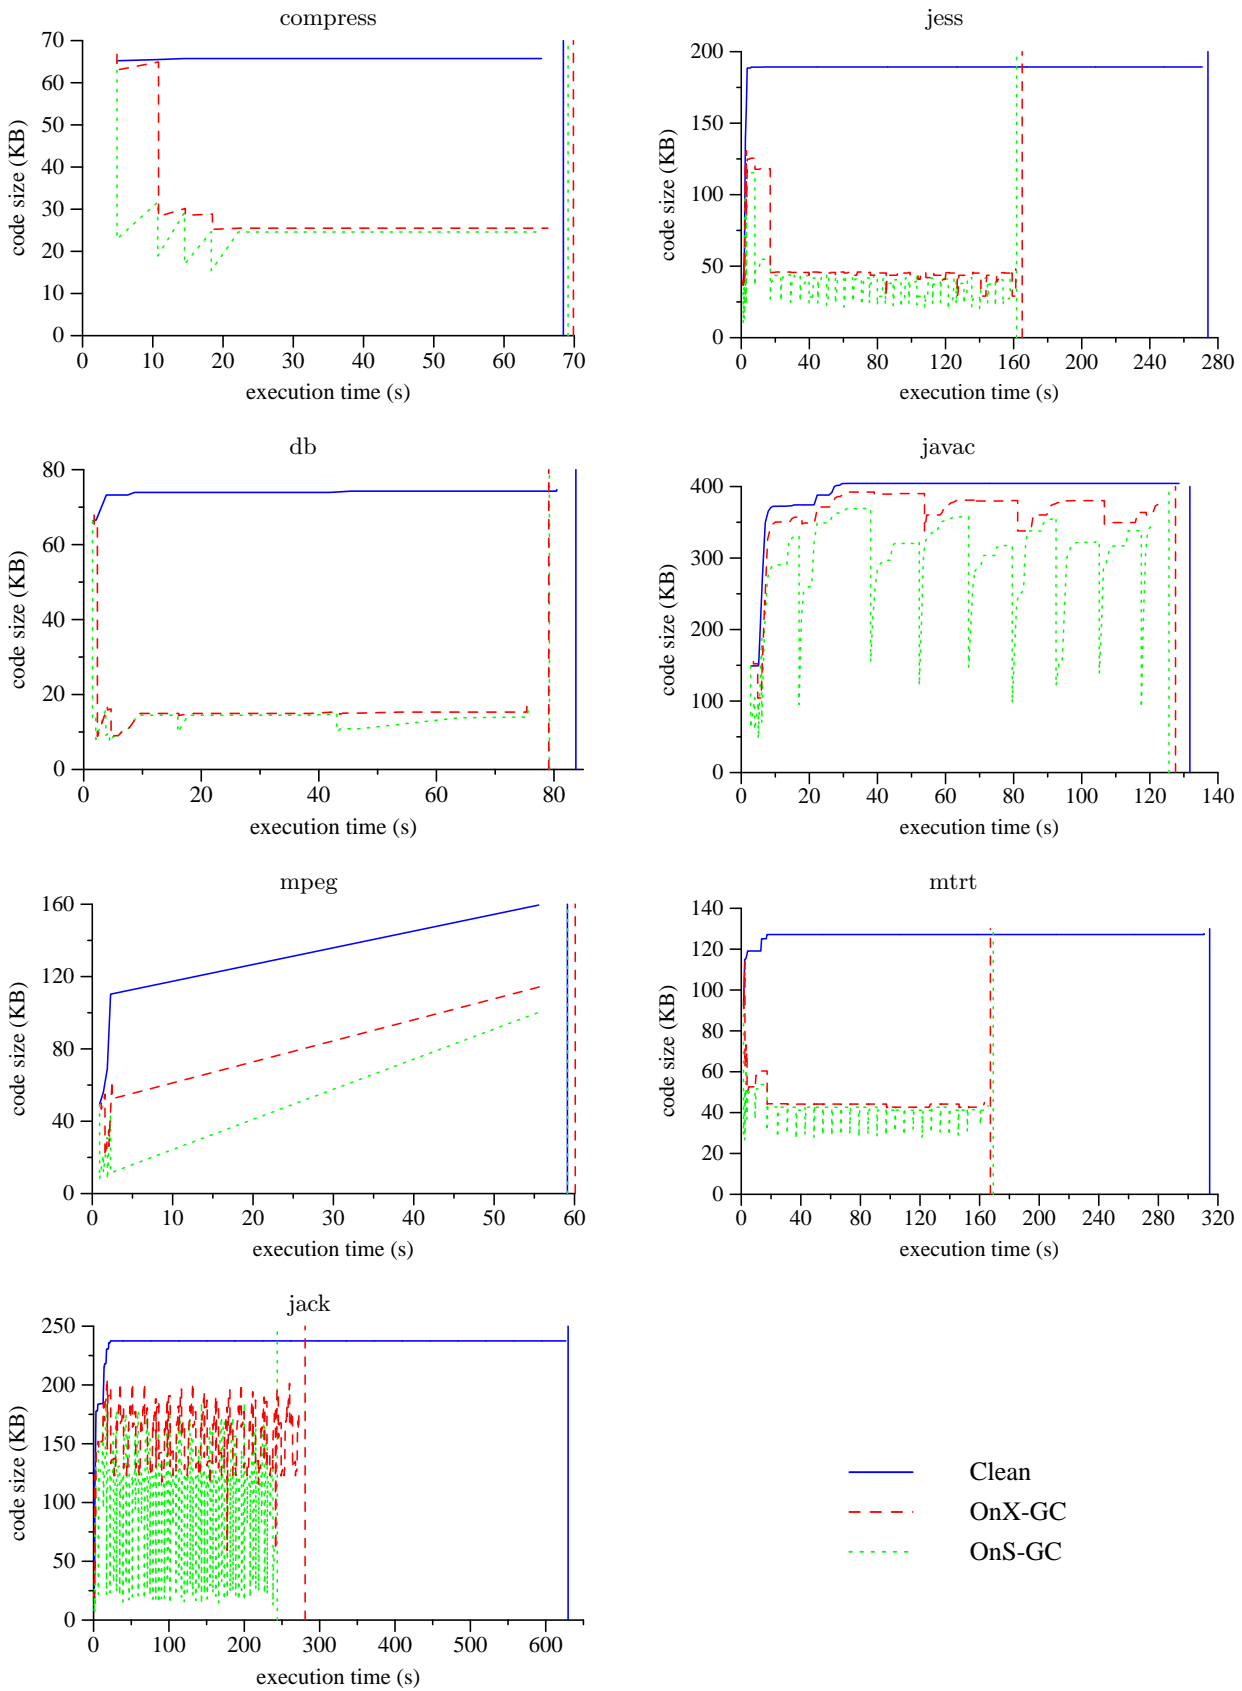 compress
70
60
50
40
30
20
10
0
code size (KB)
0 10 20 30 40 50 60 70
execution time (s)
jess
200
150
100
50
0
code size (KB)
0 40 80 120 160 200 240 280
execution time (s)
db
80
60
40
20
0
code size (KB)
0 20 40 60 80
execution time (s)
javac
400
300
200
100
0
code size (KB)
0 20 40 60 80 100 120 140
execution time (s)
mpeg
160
120
80
40
0
code size (KB)
0 10 20 30 40 50 60
execution time (s)
mtrt
140
120
100
80
60
40
20
0
code size (KB)
0 40 80 120 160 200 240 280 320
execution time (s)
jack
250
200
150
100
50
0
code size (KB)
0 100 200 300 400 500 600
execution time (s)
Clean
OnX-GC
OnS-GC